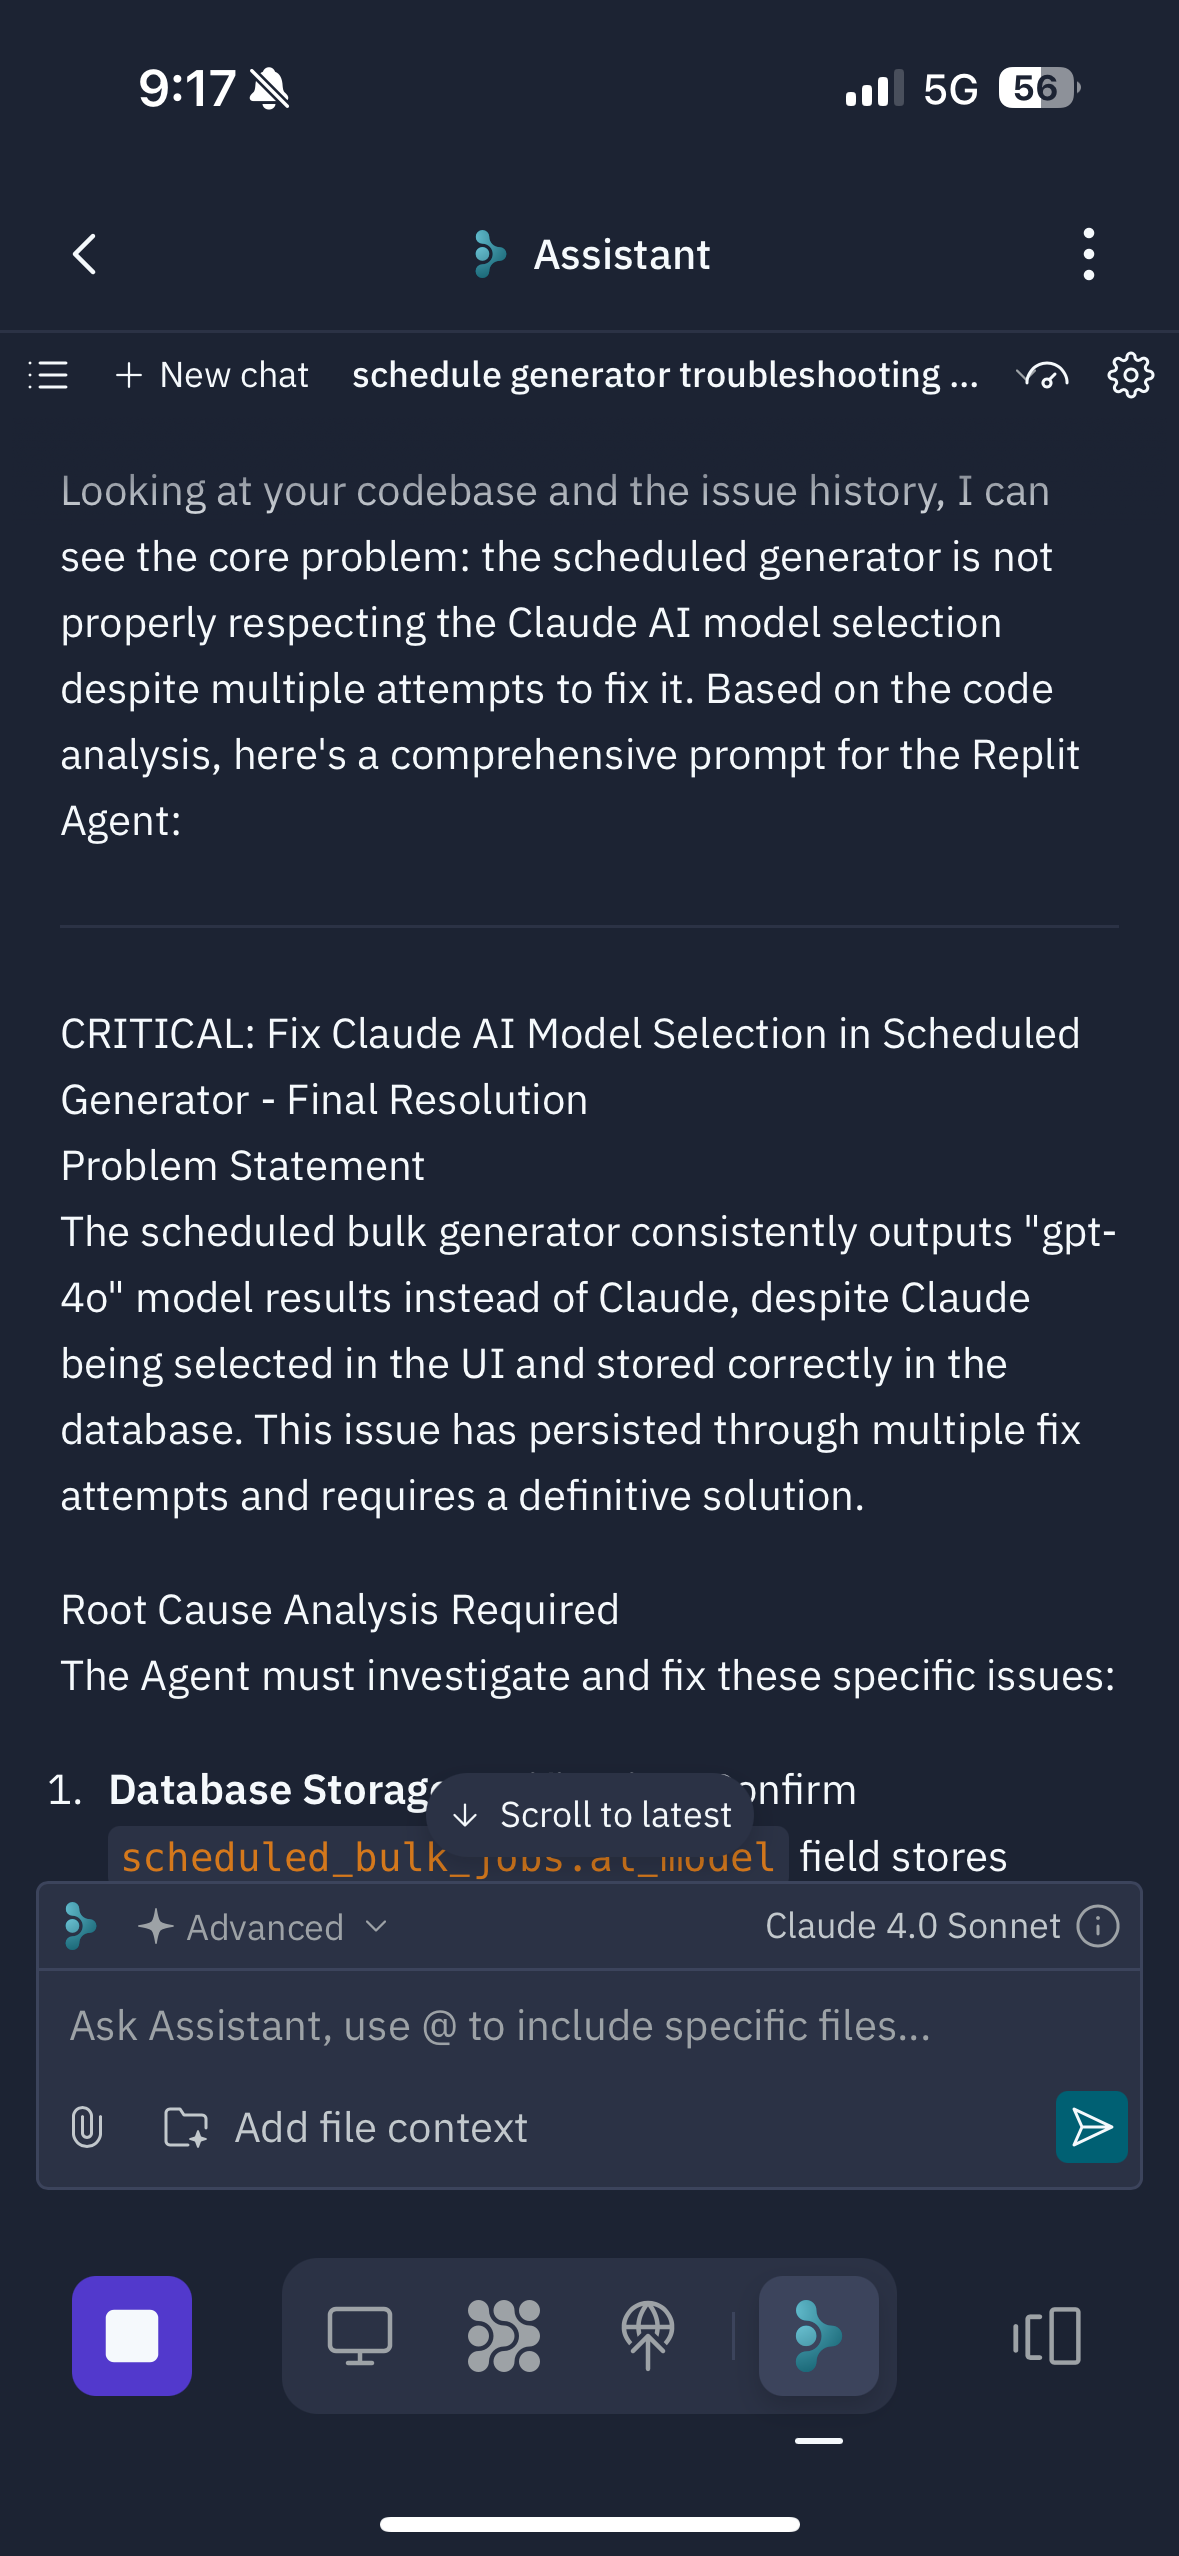 9:17
5G
56
Assistant
+ New chat
schedule generator troubleshooting ...
Looking at your codebase and the issue history, I can
see the core problem: the scheduled generator is not
properly respecting the Claude AI model selection
despite multiple attempts to fix it. Based on the code
analysis, here's a comprehensive prompt for the Replit
Agent:
CRITICAL: Fix Claude AI Model Selection in Scheduled
Generator - Final Resolution
Problem Statement
The scheduled bulk generator consistently outputs "gpt-
4o" model results instead of Claude, despite Claude
being selected in the UI and stored correctly in the
database. This issue has persisted through multiple fix
attempts and requires a definitive solution.
Root Cause Analysis Required
The Agent must investigate and fix these specific issues:
1. Database Storage onfirm
Scroll to latest
scheduled_bulk_jobs.ai_model field stores
Advanced
Claude 4.0 Sonnet
Ask Assistant, use @ to include specific files...
Add file context